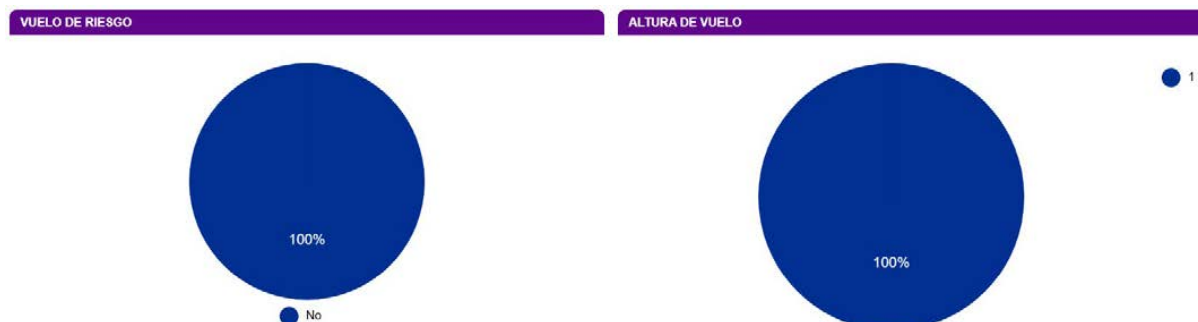 VUELO DE RIESGO
100%
No
ALTURA DE VUELO
1
100%